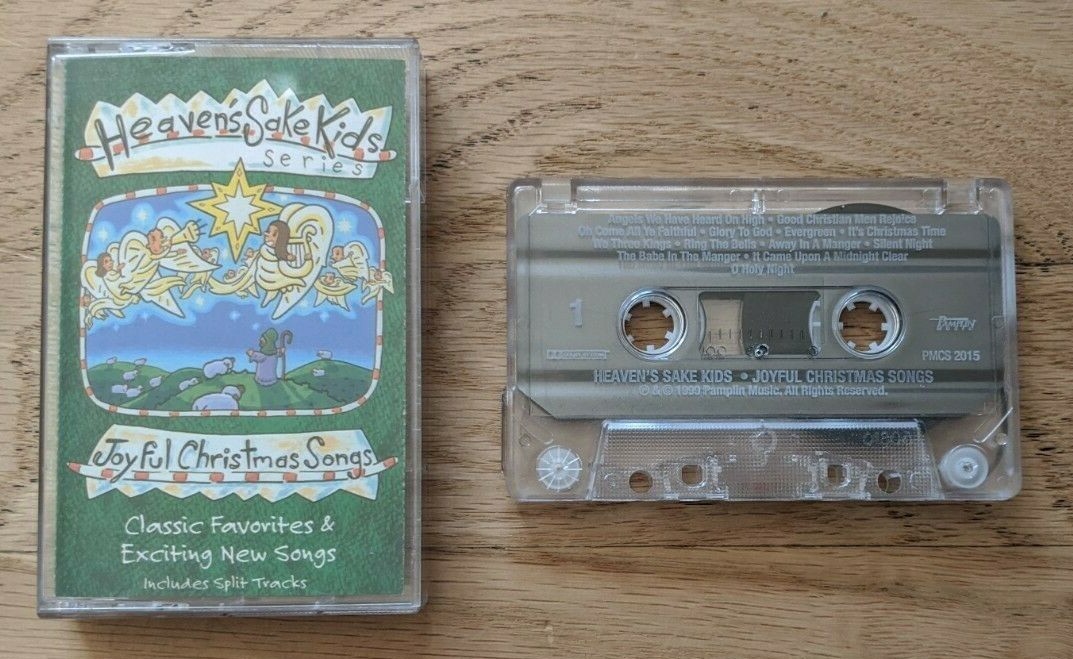 Heaven's Sake Kids
Series
Joyful Christmas Songs
Classic Favorites &
Exciting New Songs
Includes Split Tracks
Angels We Have Heard On High • Good Christian Men Rejoice
Oh Come All Ye Faithful • Glory To God • Evergreen • It's Christmas Time
We Three Kings • Ring The Bells • Away In A Manger • Silent Night
The Babe In The Manger • It Came Upon A Midnight Clear
O Holy Night
1
PAMPLIN
PMCS 2015
HEAVEN'S SAKE KIDS • JOYFUL CHRISTMAS SONGS
℗ & © 1999 Pamplin Music. All Rights Reserved.